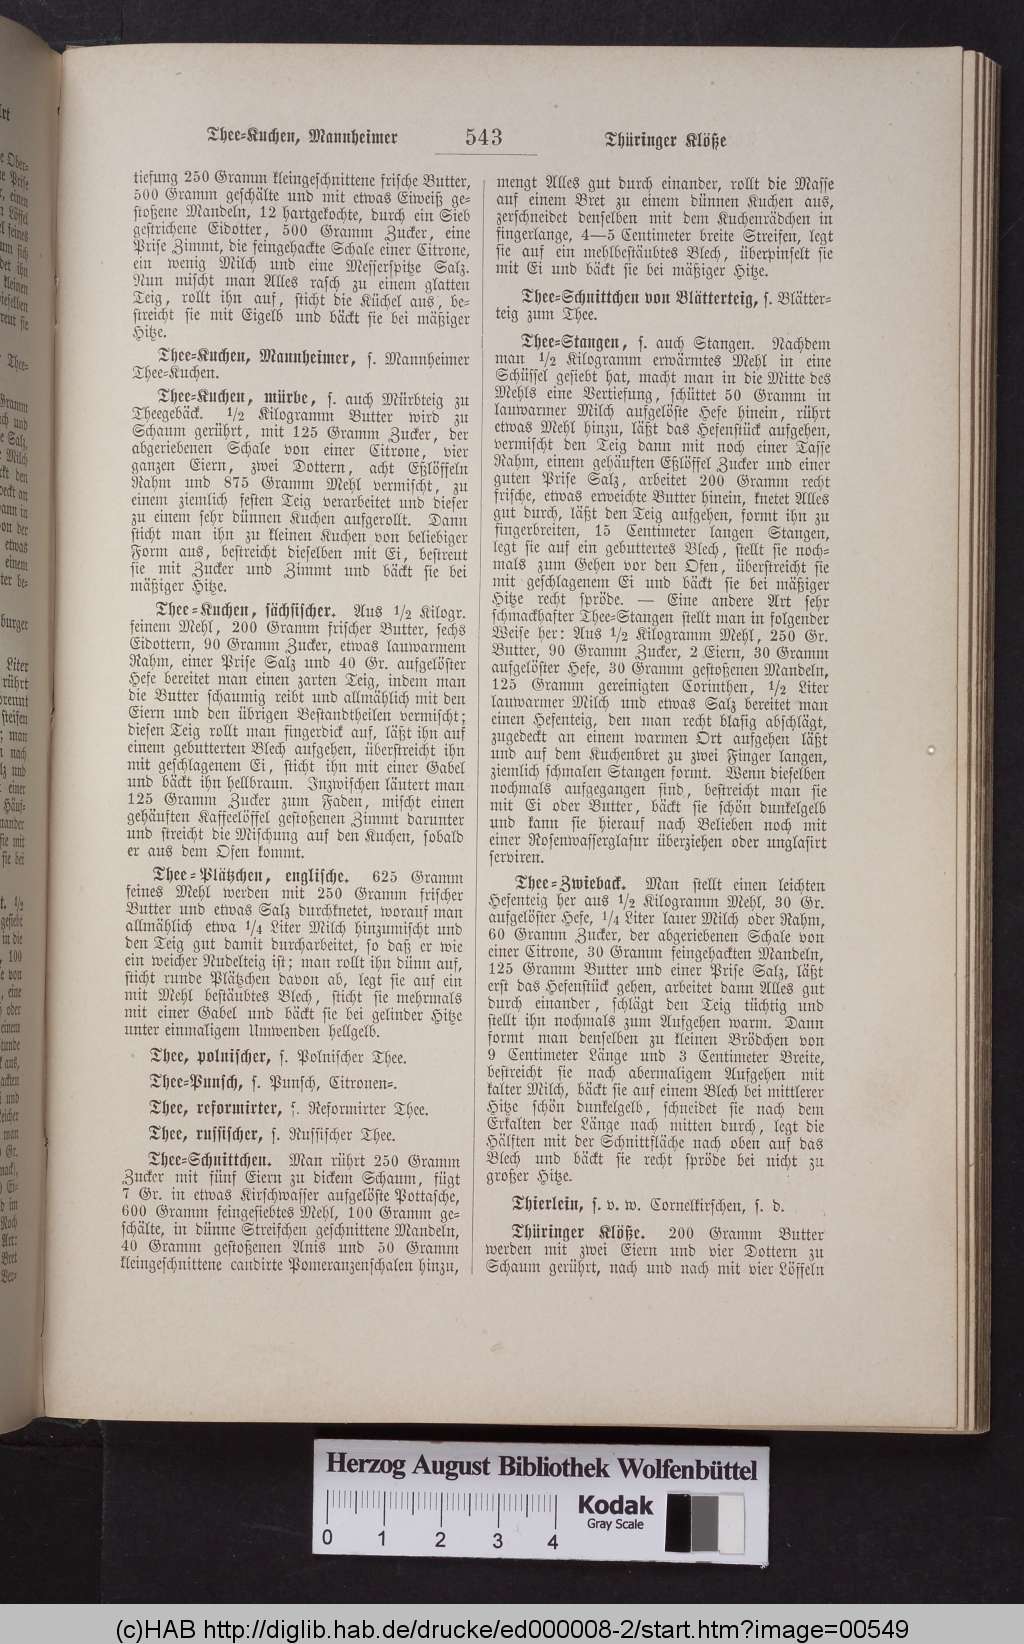 Thee-Kuchen, Mannheimer
543
Thüringer Klöße
tiefung 250 Gramm kleingeschnittene frische Butter,
500 Gramm geschälte und mit etwas Eiweiß ge-
stoßene Mandeln, 12 hartgekochte, durch ein Sieb
gestrichene Eidotter, 500 Gramm Zucker, eine
Prise Zimmt, die feingehackte Schale einer Citrone,
ein wenig Milch und eine Messerspitze Salz.
Nun mischt man Alles rasch zu einem glatten
Teig, rollt ihn auf, sticht die Küchel aus, be-
streicht sie mit Eigelb und bäckt sie bei mäßiger
Hitze.
Thee-Kuchen, Mannheimer, s. Mannheimer
Thee-Kuchen.
Thee-Kuchen, mürbe, s. auch Mürbteig zu
Theegebäck. 1/2 Kilogramm Butter wird zu
Schaum gerührt, mit 125 Gramm Zucker, der
abgeriebenen Schale von einer Citrone, vier
ganzen Eiern, zwei Dottern, acht Eßlöffeln
Rahm und 875 Gramm Mehl vermischt, zu
einem ziemlich festen Teig verarbeitet und dieser
zu einem sehr dünnen Kuchen aufgerollt. Dann
sticht man ihn zu kleinen Kuchen von beliebiger
Form aus, bestreicht dieselben mit Ei, bestreut
sie mit Zucker und Zimmt und bäckt sie bei
mäßiger Hitze.
Thee-Kuchen, sächsischer. Aus 1/2 Kilogr.
feinem Mehl, 200 Gramm frischer Butter, sechs
Eidottern, 90 Gramm Zucker, etwas lauwarmem
Rahm, einer Prise Salz und 40 Gr. aufgelöster
Hefe bereitet man einen zarten Teig, indem man
die Butter schaumig reibt und allmählich mit den
Eiern und den übrigen Bestandtheilen vermischt;
diesen Teig rollt man fingerdick auf, läßt ihn auf
einem gebutterten Blech aufgehen, überstreicht ihn
mit geschlagenem Ei, sticht ihn mit einer Gabel
und bäckt ihn hellbraun. Inzwischen läutert man
125 Gramm Zucker zum Faden, mischt einen
gehäuften Kaffeelöffel gestoßenen Zimmt darunter
und streicht die Mischung auf den Kuchen, sobald
er aus dem Ofen kommt.
Thee-Plätzchen, englische. 625 Gramm
feines Mehl werden mit 250 Gramm frischer
Butter und etwas Salz durchknetet, worauf man
allmählich etwa 1/4 Liter Milch hinzumischt und
den Teig gut damit durcharbeitet, so daß er wie
ein weicher Nudelteig ist; man rollt ihn dünn auf,
sticht runde Plätzchen davon ab, legt sie auf ein
mit Mehl bestäubtes Blech, sticht sie mehrmals
mit einer Gabel und bäckt sie bei gelinder Hitze
unter einmaligem Umwenden hellgelb.
Thee, polnischer, s. Polnischer Thee.
Thee-Punsch, s. Punsch, Citronen-.
Thee, reformirter, s. Reformirter Thee.
Thee, russischer, s. Russischer Thee.
Thee-Schnittchen. Man rührt 250 Gramm
Zucker mit fünf Eiern zu dickem Schaum, fügt
7 Gr. in etwas Kirschwasser aufgelöste Pottasche,
600 Gramm feingesiebtes Mehl, 100 Gramm ge-
schälte, in dünne Streifchen geschnittene Mandeln,
40 Gramm gestoßenen Anis und 50 Gramm
kleingeschnittene candirte Pomeranzenschalen hinzu,
mengt Alles gut durch einander, rollt die Masse
auf einem Bret zu einem dünnen Kuchen aus,
zerschneidet denselben mit dem Kuchenrädchen in
fingerlange, 4—5 Centimeter breite Streifen, legt
sie auf ein mehlbestäubtes Blech, überpinselt sie
mit Ei und bäckt sie bei mäßiger Hitze.
Thee-Schnittchen von Blätterteig, s. Blätter-
teig zum Thee.
Thee-Stangen, s. auch Stangen. Nachdem
man 1/2 Kilogramm erwärmtes Mehl in eine
Schüssel gesiebt hat, macht man in die Mitte des
Mehls eine Vertiefung, schüttet 50 Gramm in
lauwarmer Milch aufgelöste Hefe hinein, rührt
etwas Mehl hinzu, läßt das Hefenstück aufgehen,
vermischt den Teig dann mit noch einer Tasse
Rahm, einem gehäuften Eßlöffel Zucker und einer
guten Prise Salz, arbeitet 200 Gramm recht
frische, etwas erweichte Butter hinein, knetet Alles
gut durch, läßt den Teig aufgehen, formt ihn zu
fingerbreiten, 15 Centimeter langen Stangen,
legt sie auf ein gebuttertes Blech, stellt sie noch-
mals zum Gehen vor den Ofen, überstreicht sie
mit geschlagenem Ei und bäckt sie bei mäßiger
Hitze recht spröde. — Eine andere Art sehr
schmackhafter Thee-Stangen stellt man in folgender
Weise her: Aus 1/2 Kilogramm Mehl, 250 Gr.
Butter, 90 Gramm Zucker, 2 Eiern, 30 Gramm
aufgelöster Hefe, 30 Gramm gestoßenen Mandeln,
125 Gramm gereinigten Corinthen, 1/2 Liter
lauwarmer Milch und etwas Salz bereitet man
einen Hefenteig, den man recht blasig abschlägt,
zugedeckt an einem warmen Ort aufgehen läßt
und auf dem Kuchenbret zu zwei Finger langen,
ziemlich schmalen Stangen formt. Wenn dieselben
nochmals aufgegangen sind, bestreicht man sie
mit Ei oder Butter, bäckt sie schön dunkelgelb
und kann sie hierauf nach Belieben noch mit
einer Rosenwasserglasur überziehen oder unglasirt
serviren.
Thee-Zwieback. Man stellt einen leichten
Hefenteig her aus 1/2 Kilogramm Mehl, 30 Gr.
aufgelöster Hefe, 1/4 Liter lauer Milch oder Rahm,
60 Gramm Zucker, der abgeriebenen Schale von
einer Citrone, 30 Gramm feingehackten Mandeln,
125 Gramm Butter und einer Prise Salz, läßt
erst das Hefenstück gehen, arbeitet dann Alles gut
durch einander, schlägt den Teig tüchtig und
stellt ihn nochmals zum Aufgehen warm. Dann
formt man denselben zu kleinen Brödchen von
9 Centimeter Länge und 3 Centimeter Breite,
bestreicht sie nach abermaligem Aufgehen mit
kalter Milch, bäckt sie auf einem Blech bei mittlerer
Hitze schön dunkelgelb, schneidet sie nach dem
Erkalten der Länge nach mitten durch, legt die
Hälften mit der Schnittfläche nach oben auf das
Blech und bäckt sie recht spröde bei nicht zu
großer Hitze.
Thierlein, s. v. w. Cornelkirschen, s. d.
Thüringer Klöße. 200 Gramm Butter
werden mit zwei Eiern und vier Dottern zu
Schaum gerührt, nach und nach mit vier Löffeln
Herzog August Bibliothek Wolfenbüttel
Kodak
Gray Scale
0 1 2 3 4
(c)HAB http://diglib.hab.de/drucke/ed000008-2/start.htm?image=00549